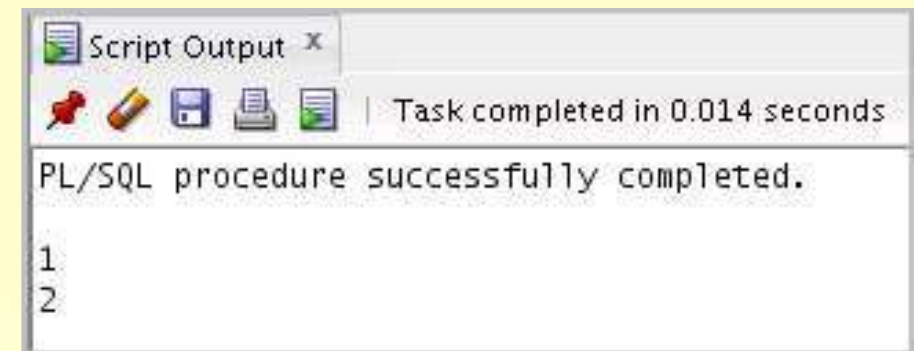 Script Output x
Task completed in 0.014 seconds
PL/SQL procedure successfully completed.
1
2